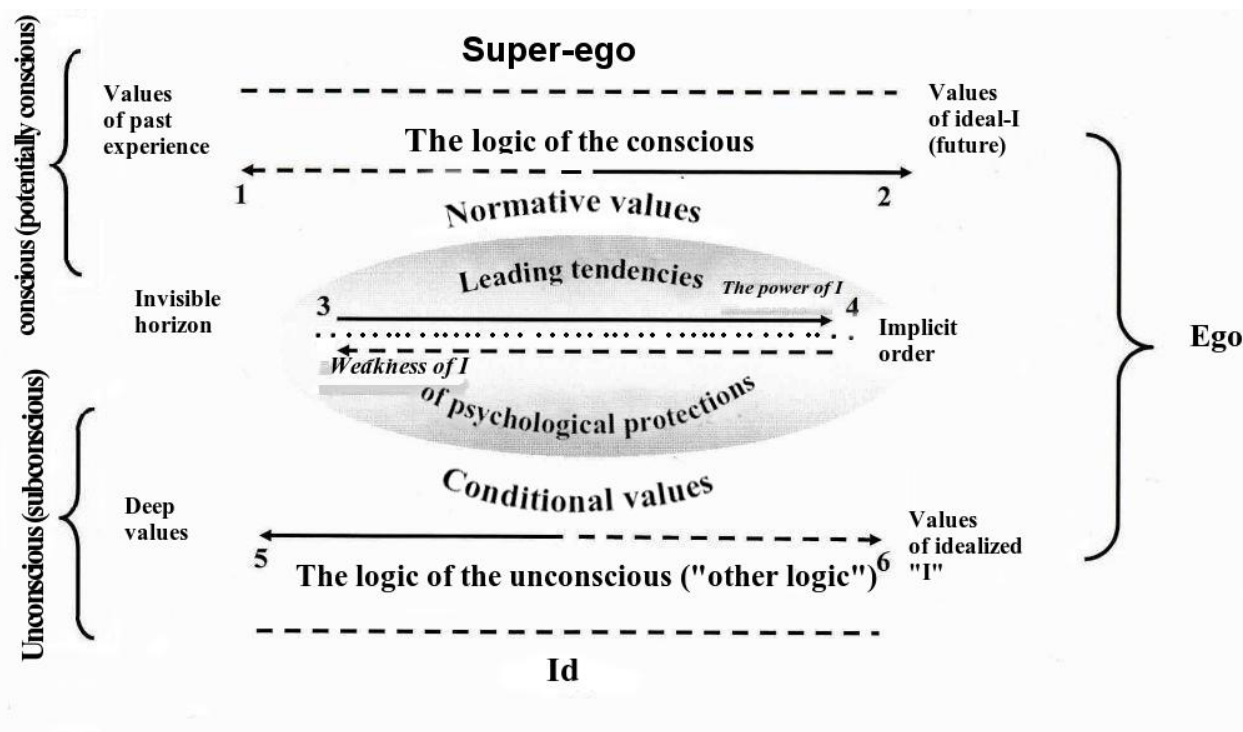 Super-ego
conscious (potentially conscious)
Values
of past
experience
Values
of ideal-I
(future)
The logic of the conscious
1
2
Normative values
Leading tendencies
The power of I
Invisible
horizon
3
4
Implicit
order
Ego
Weakness of I
of psychological protections
Unconscious (subconscious)
Conditional values
Deep
values
Values
of idealized
"I"
5
6
The logic of the unconscious ("other logic")
Id